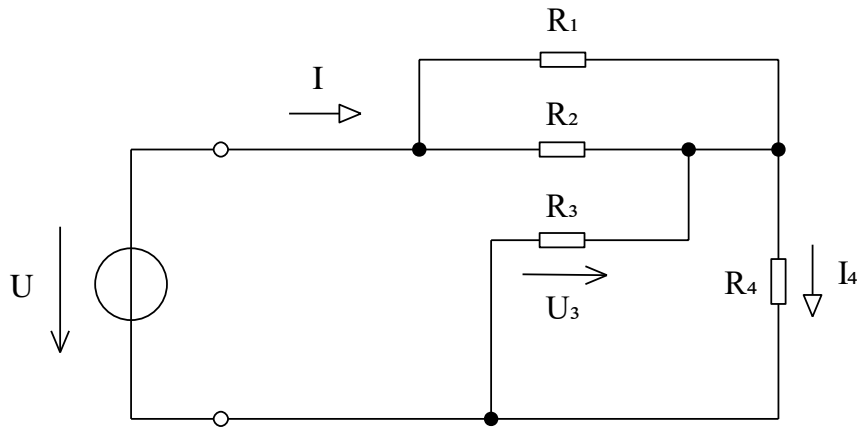 R₁
I
R₂
R₃
U
R₄
I₄
U₃